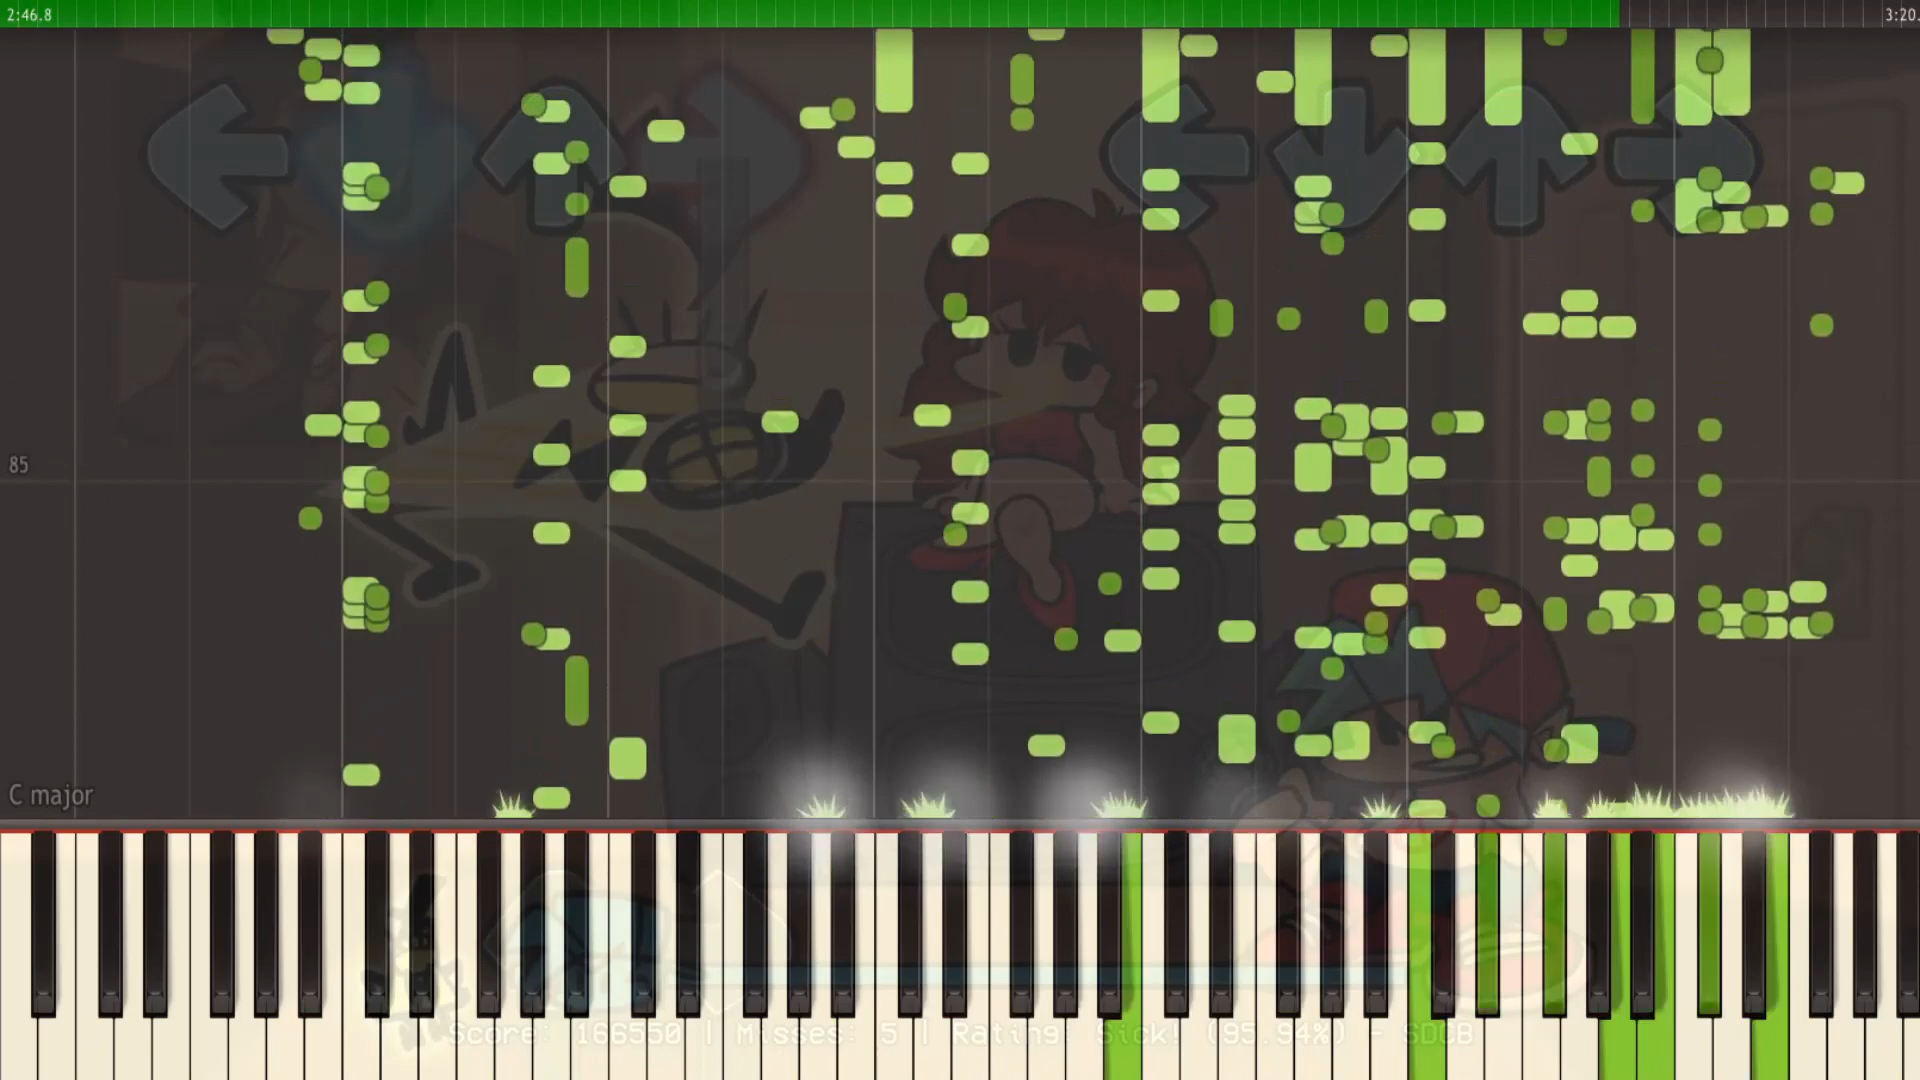 2:46.8
3:20.
85
C major
Score: 166550 | Misses: 5 | Rating: Sick! (95.94%) - SDCB